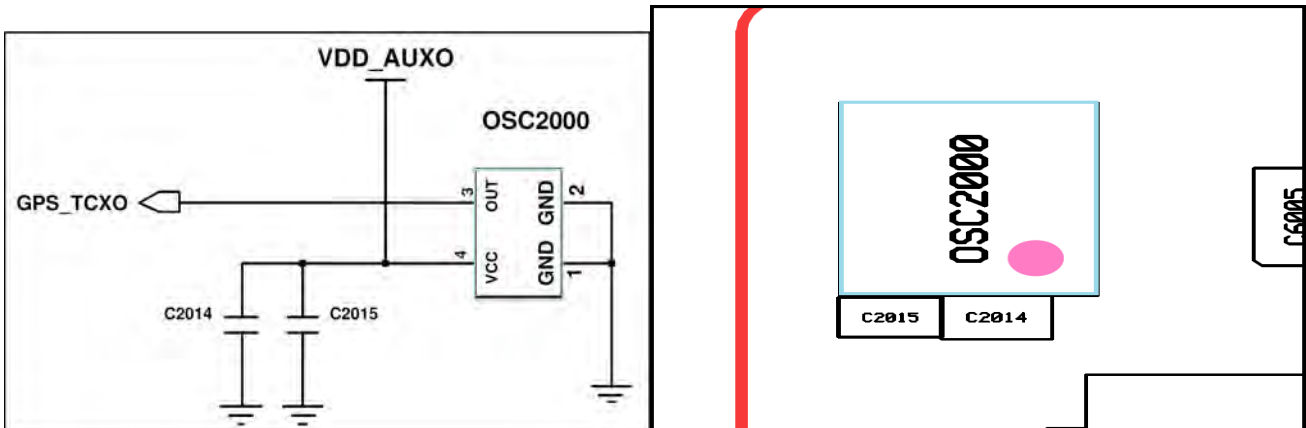 VDD_AUXO
OSC2000
GPS_TCXO
3
OUT
GND
2
4
VCC
GND
1
C2014
C2015
OSC2000
C6005
C2015
C2014